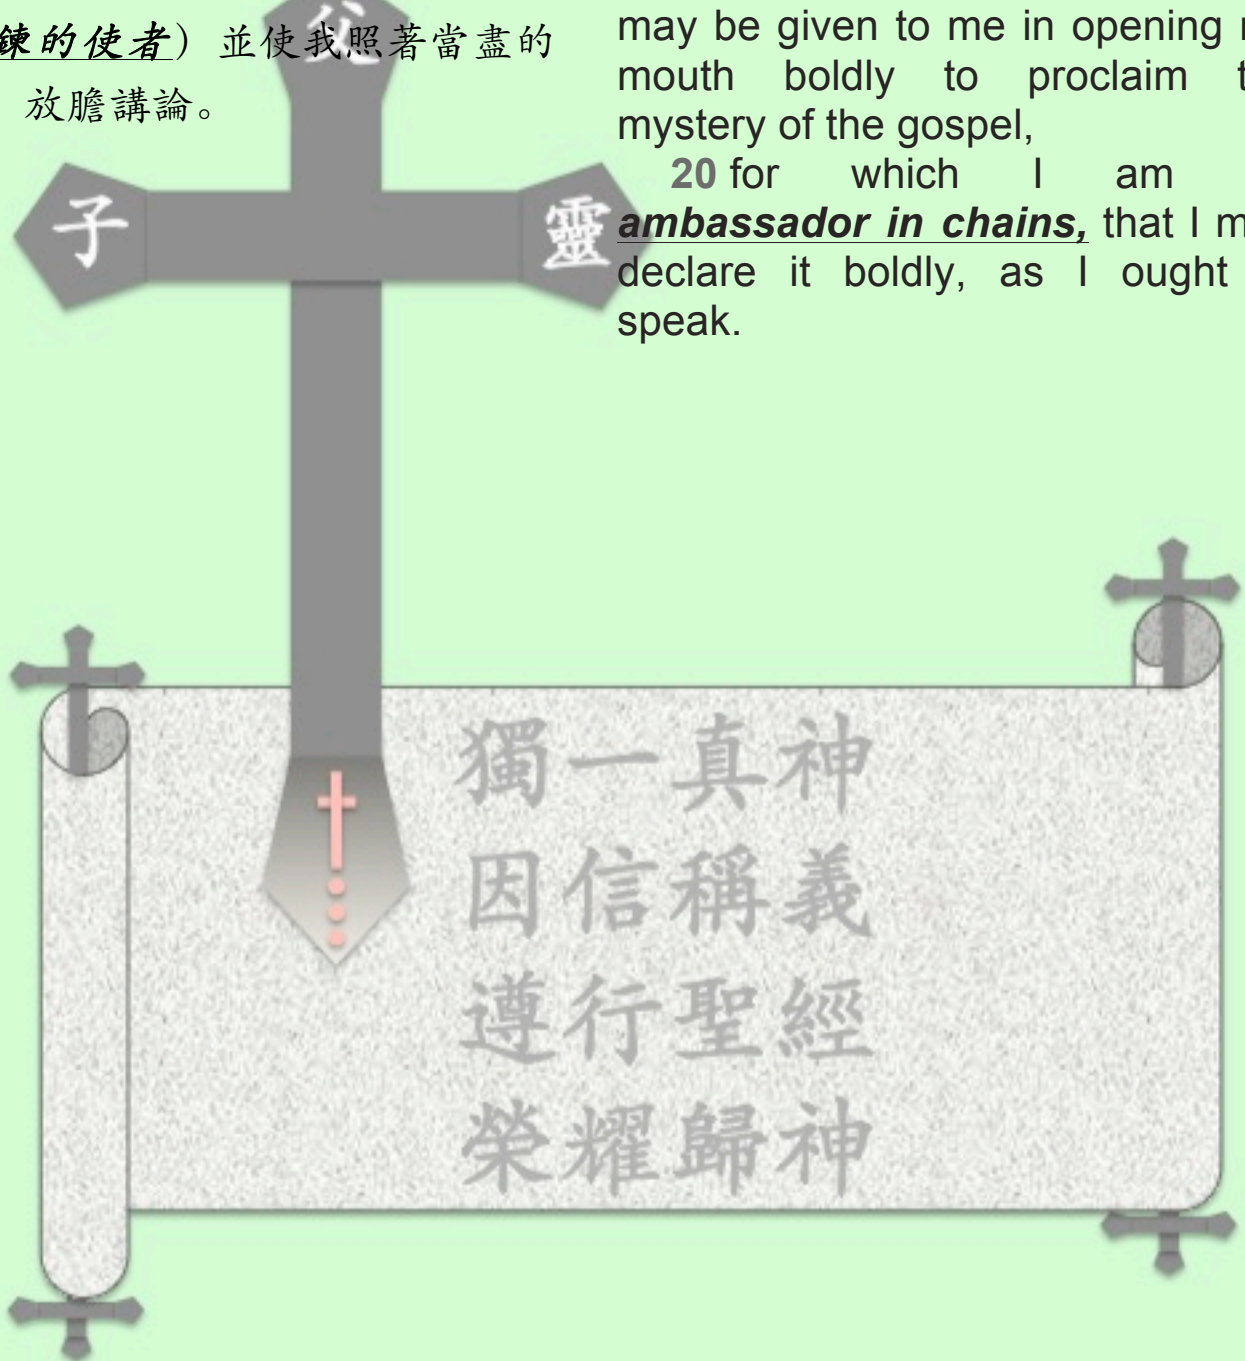 鍊的使者）並使我照著當盡的
放膽講論。
may be given to me in opening
mouth boldly to proclaim
mystery of the gospel,
20 for which I am
ambassador in chains, that I
declare it boldly, as I ought
speak.
父
子
靈
獨一真神
因信稱義
遵行聖經
榮耀歸神